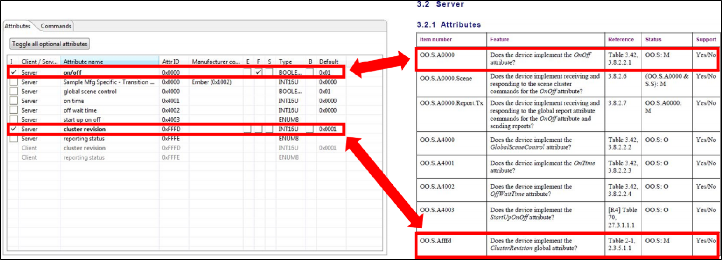 Attributes Commands
Toggle all optional attributes
I Client / Serv... Attribute name Attr ID Manufacturer co... E F S Type B Default
Server on/off 0x0000 BOOLE... 0x01
Server Sample Mfg Specific - Transition ... 0x0000 Ember (0x1002) INT16U 0x0000
Server global scene control 0x4000 BOOLE... 0x01
Server on time 0x4001 INT16U 0x0000
Server off wait time 0x4002 INT16U 0x0000
Server start up on off 0x4003 ENUM8
Server cluster revision 0xFFFD INT16U 0x0001
Server reporting status 0xFFFE ENUM8
Client cluster revision 0xFFFD INT16U 0x0001
Client reporting status 0xFFFE ENUM8
3.2 Server
3.2.1 Attributes
Item number Feature Reference Status Support
OO.S.A0000 Does the device implement the OnOff Table 3.42, OO.S: M Yes/No
attribute? 3.8.2.2.1
OO.S.A0000.Scene Does the device implement receiving and 3.8.2.6 (OO.S.A0000 & Yes/No
responding to the scene cluster S.S): M
commands for the OnOff attribute?
OO.S.A0000.Report.Tx Does the device implement receiving and 3.8.2.7 OO.S.A0000: Yes/No
responding to the global report attribute M
commands for the OnOff attribute and
sending reports?
OO.S.A4000 Does the device implement the Table 3.42, OO.S: O Yes/No
GlobalSceneControl attribute? 3.8.2.2.2
OO.S.A4001 Does the device implement the OnTime Table 3.42, OO.S: O Yes/No
attribute? 3.8.2.2.3
OO.S.A4002 Does the device implement the Table 3.42, OO.S: O Yes/No
OffWaitTime attribute? 3.8.2.2.4
OO.S.A4003 Does the device implement the [R4] Table OO.S: O Yes/No
StartUpOnOff attribute? 70,
27.3.1.1.1
OO.S.Afffd Does the device implement the Table 2-1, OO.S: M Yes/No
ClusterRevision global attribute? 2.3.5.1.1